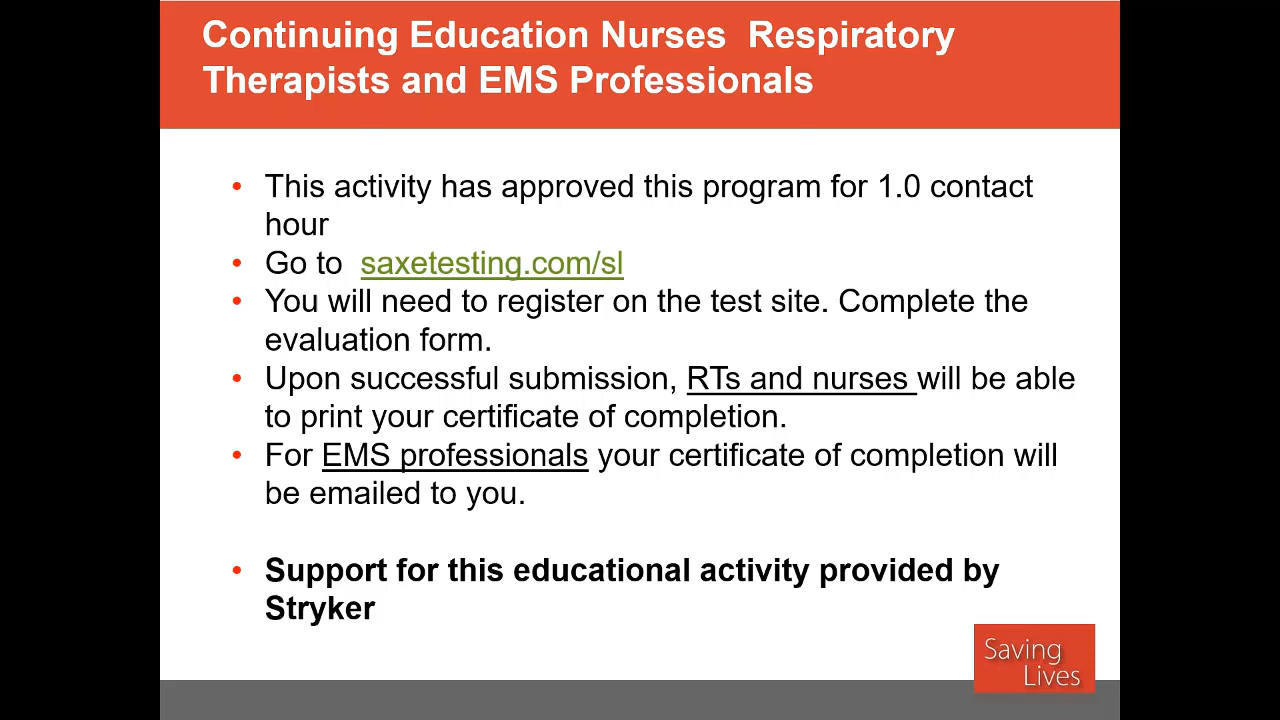 Continuing Education Nurses  Respiratory
Therapists and EMS Professionals
• This activity has approved this program for 1.0 contact
hour
• Go to  saxetesting.com/sl
• You will need to register on the test site. Complete the
evaluation form.
• Upon successful submission, RTs and nurses will be able
to print your certificate of completion.
• For EMS professionals your certificate of completion will
be emailed to you.
• Support for this educational activity provided by
Stryker
Saving
Lives